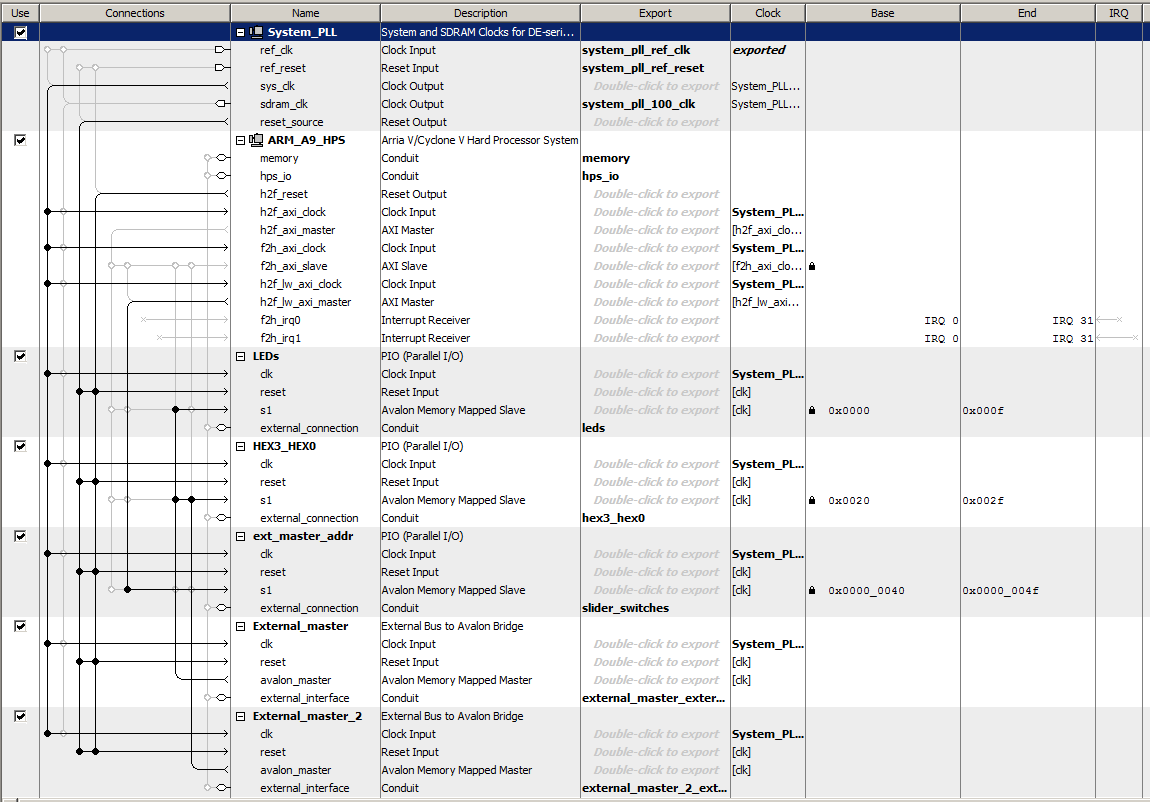 Use Connections Name Description Export Clock Base End IRQ
System_PLL System and SDRAM Clocks for DE-seri...
ref_clk Clock Input system_pll_ref_clk exported
ref_reset Reset Input system_pll_ref_reset
sys_clk Clock Output Double-click to export System_PLL...
sdram_clk Clock Output system_pll_100_clk System_PLL...
reset_source Reset Output Double-click to export
ARM_A9_HPS Arria V/Cyclone V Hard Processor System
memory Conduit memory
hps_io Conduit hps_io
h2f_reset Reset Output Double-click to export
h2f_axi_clock Clock Input Double-click to export System_PL...
h2f_axi_master AXI Master Double-click to export [h2f_axi_clo...
f2h_axi_clock Clock Input Double-click to export System_PL...
f2h_axi_slave AXI Slave Double-click to export [f2h_axi_clo...
h2f_lw_axi_clock Clock Input Double-click to export System_PL...
h2f_lw_axi_master AXI Master Double-click to export [h2f_lw_axi...
f2h_irq0 Interrupt Receiver Double-click to export IRQ 0 IRQ 31
f2h_irq1 Interrupt Receiver Double-click to export IRQ 0 IRQ 31
LEDs PIO (Parallel I/O)
clk Clock Input Double-click to export System_PL...
reset Reset Input Double-click to export [clk]
s1 Avalon Memory Mapped Slave Double-click to export [clk] 0x0000 0x000f
external_connection Conduit leds
HEX3_HEX0 PIO (Parallel I/O)
clk Clock Input Double-click to export System_PL...
reset Reset Input Double-click to export [clk]
s1 Avalon Memory Mapped Slave Double-click to export [clk] 0x0020 0x002f
external_connection Conduit hex3_hex0
ext_master_addr PIO (Parallel I/O)
clk Clock Input Double-click to export System_PL...
reset Reset Input Double-click to export [clk]
s1 Avalon Memory Mapped Slave Double-click to export [clk] 0x0000_0040 0x0000_004f
external_connection Conduit slider_switches
External_master External Bus to Avalon Bridge
clk Clock Input Double-click to export System_PL...
reset Reset Input Double-click to export [clk]
avalon_master Avalon Memory Mapped Master Double-click to export [clk]
external_interface Conduit external_master_exter...
External_master_2 External Bus to Avalon Bridge
clk Clock Input Double-click to export System_PL...
reset Reset Input Double-click to export [clk]
avalon_master Avalon Memory Mapped Master Double-click to export [clk]
external_interface Conduit external_master_2_ext...